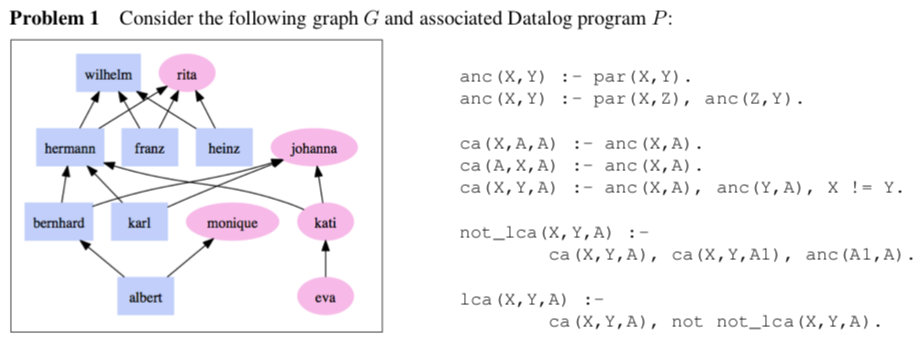 Problem 1 Consider the following graph G and associated Datalog program P:
wilhelm rita
hermann franz heinz johanna
bernhard karl monique kati
albert eva
anc(X,Y) :- par(X,Y).
anc(X,Y) :- par(X,Z), anc(Z,Y).
ca(X,A,A) :- anc(X,A).
ca(A,X,A) :- anc(X,A).
ca(X,Y,A) :- anc(X,A), anc(Y,A), X != Y.
not_lca(X,Y,A) :-
ca(X,Y,A), ca(X,Y,A1), anc(A1,A).
lca(X,Y,A) :-
ca(X,Y,A), not not_lca(X,Y,A).